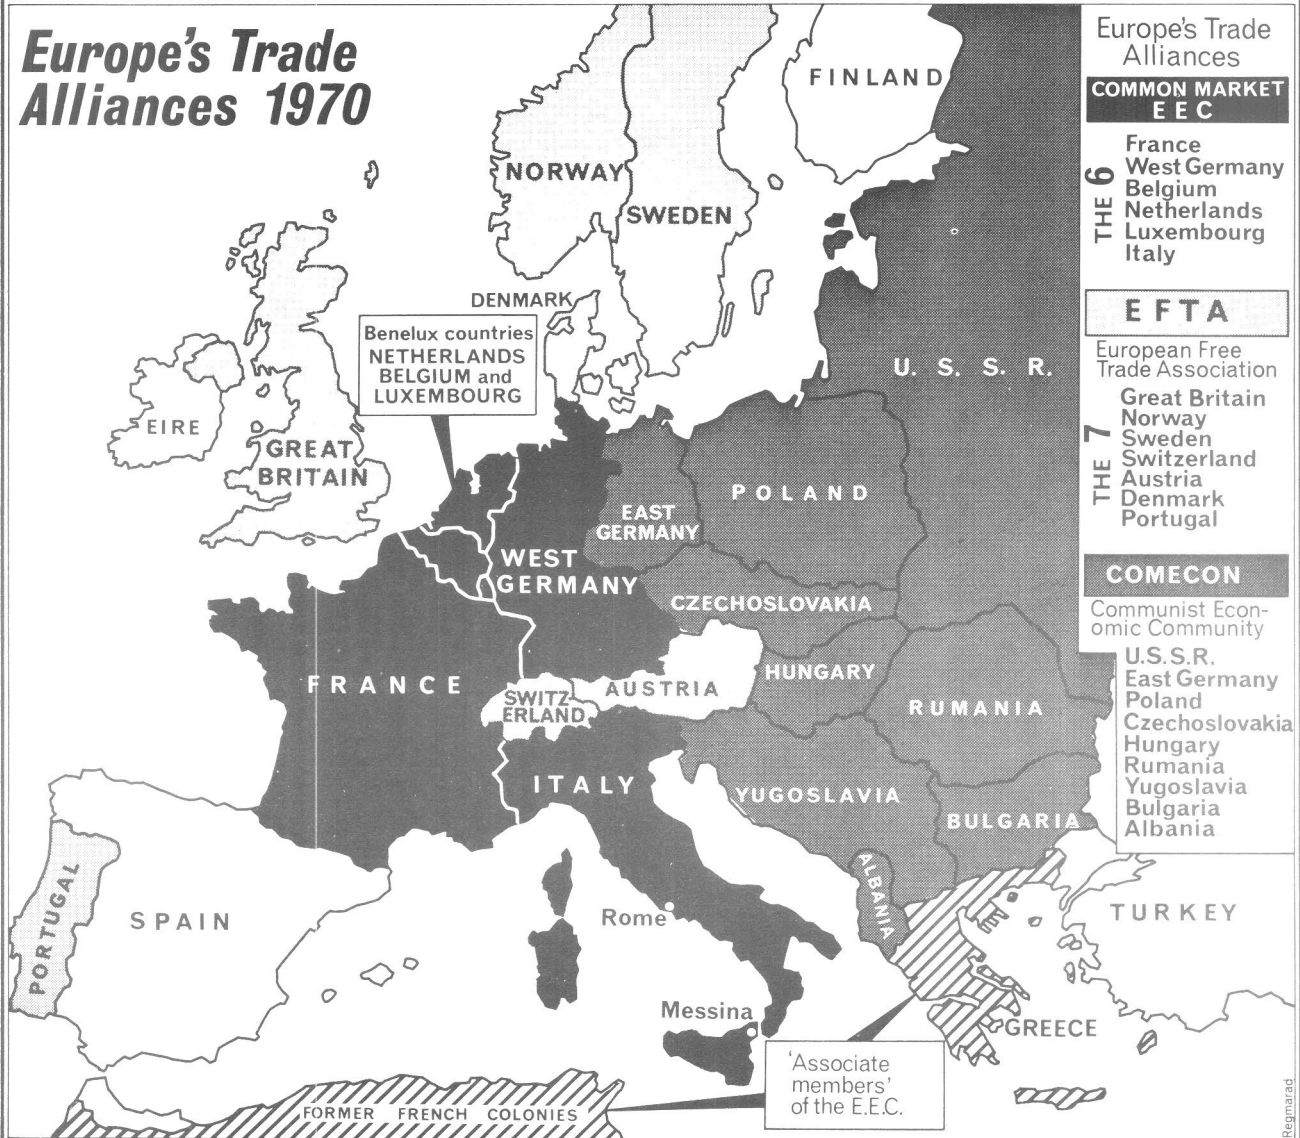 Europe's Trade
Alliances 1970
FINLAND
NORWAY
SWEDEN
DENMARK
Benelux countries
NETHERLANDS
BELGIUM and
LUXEMBOURG
U. S. S. R.
EIRE
GREAT
BRITAIN
POLAND
EAST
GERMANY
WEST
GERMANY
CZECHOSLOVAKIA
FRANCE
SWITZ-
ERLAND
AUSTRIA
HUNGARY
RUMANIA
ITALY
YUGOSLAVIA
BULGARIA
ALBANIA
PORTUGAL
SPAIN
Rome
TURKEY
Messina
GREECE
'Associate
members'
of the E.E.C.
FORMER FRENCH COLONIES
Europe's Trade
Alliances
COMMON MARKET
E E C
THE 6
France
West Germany
Belgium
Netherlands
Luxembourg
Italy
EFTA
European Free
Trade Association
THE 7
Great Britain
Norway
Sweden
Switzerland
Austria
Denmark
Portugal
COMECON
Communist Econ-
omic Community
U.S.S.R.
East Germany
Poland
Czechoslovakia
Hungary
Rumania
Yugoslavia
Bulgaria
Albania
Regmarad